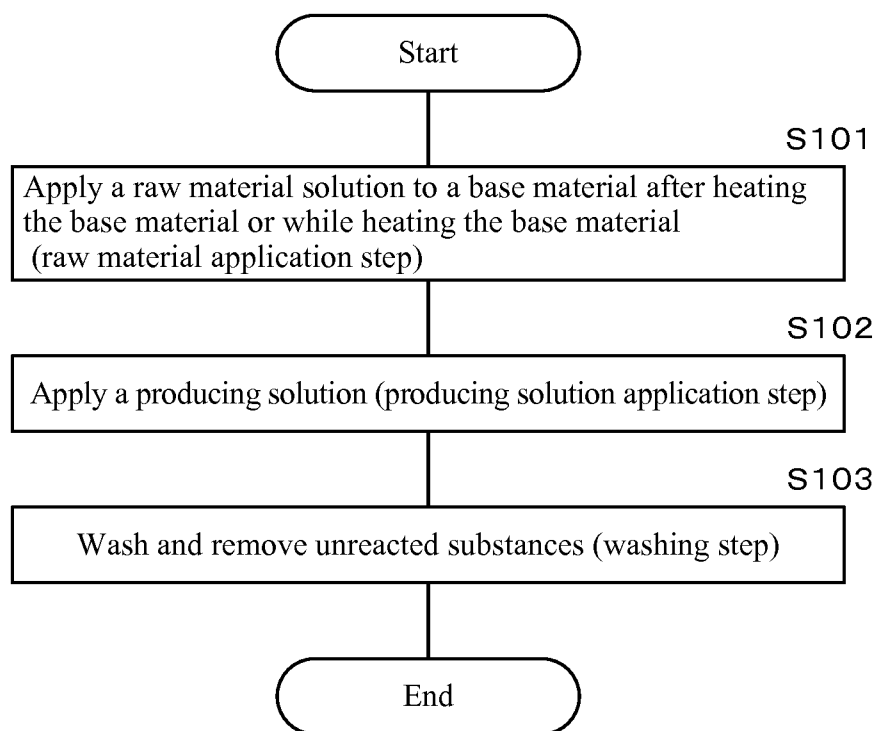 Start
S101
Apply a raw material solution to a base material after heating
the base material or while heating the base material
(raw material application step)
S102
Apply a producing solution (producing solution application step)
S103
Wash and remove unreacted substances (washing step)
End